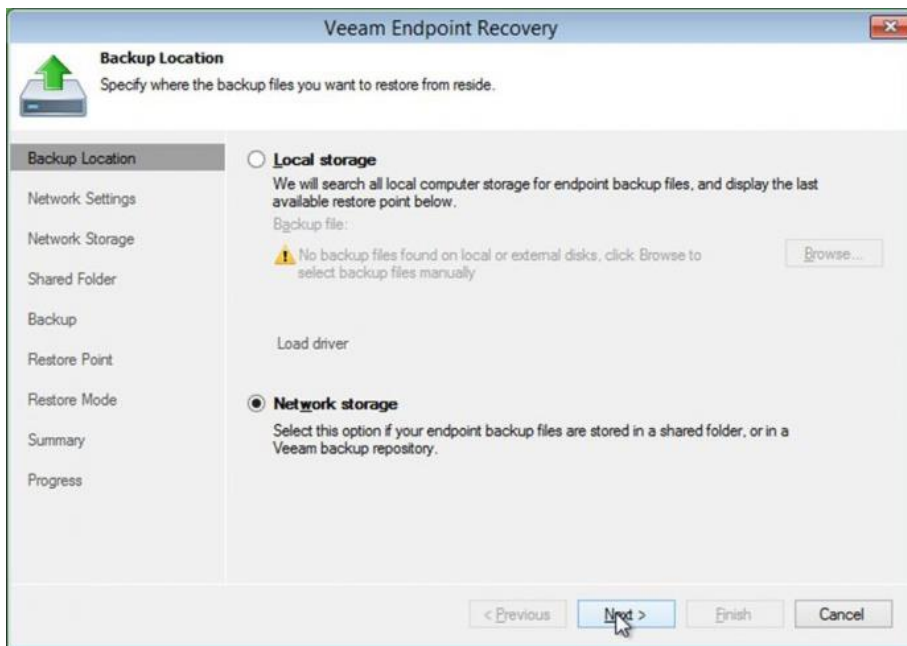 Veeam Endpoint Recovery
Backup Location
Specify where the backup files you want to restore from reside.
Backup Location
Network Settings
Network Storage
Shared Folder
Backup
Restore Point
Restore Mode
Summary
Progress
Local storage
We will search all local computer storage for endpoint backup files, and display the last
available restore point below.
Backup file:
No backup files found on local or external disks, click Browse to
select backup files manually
Browse...
Load driver
Network storage
Select this option if your endpoint backup files are stored in a shared folder, or in a
Veeam backup repository.
< Previous
Next >
Finish
Cancel